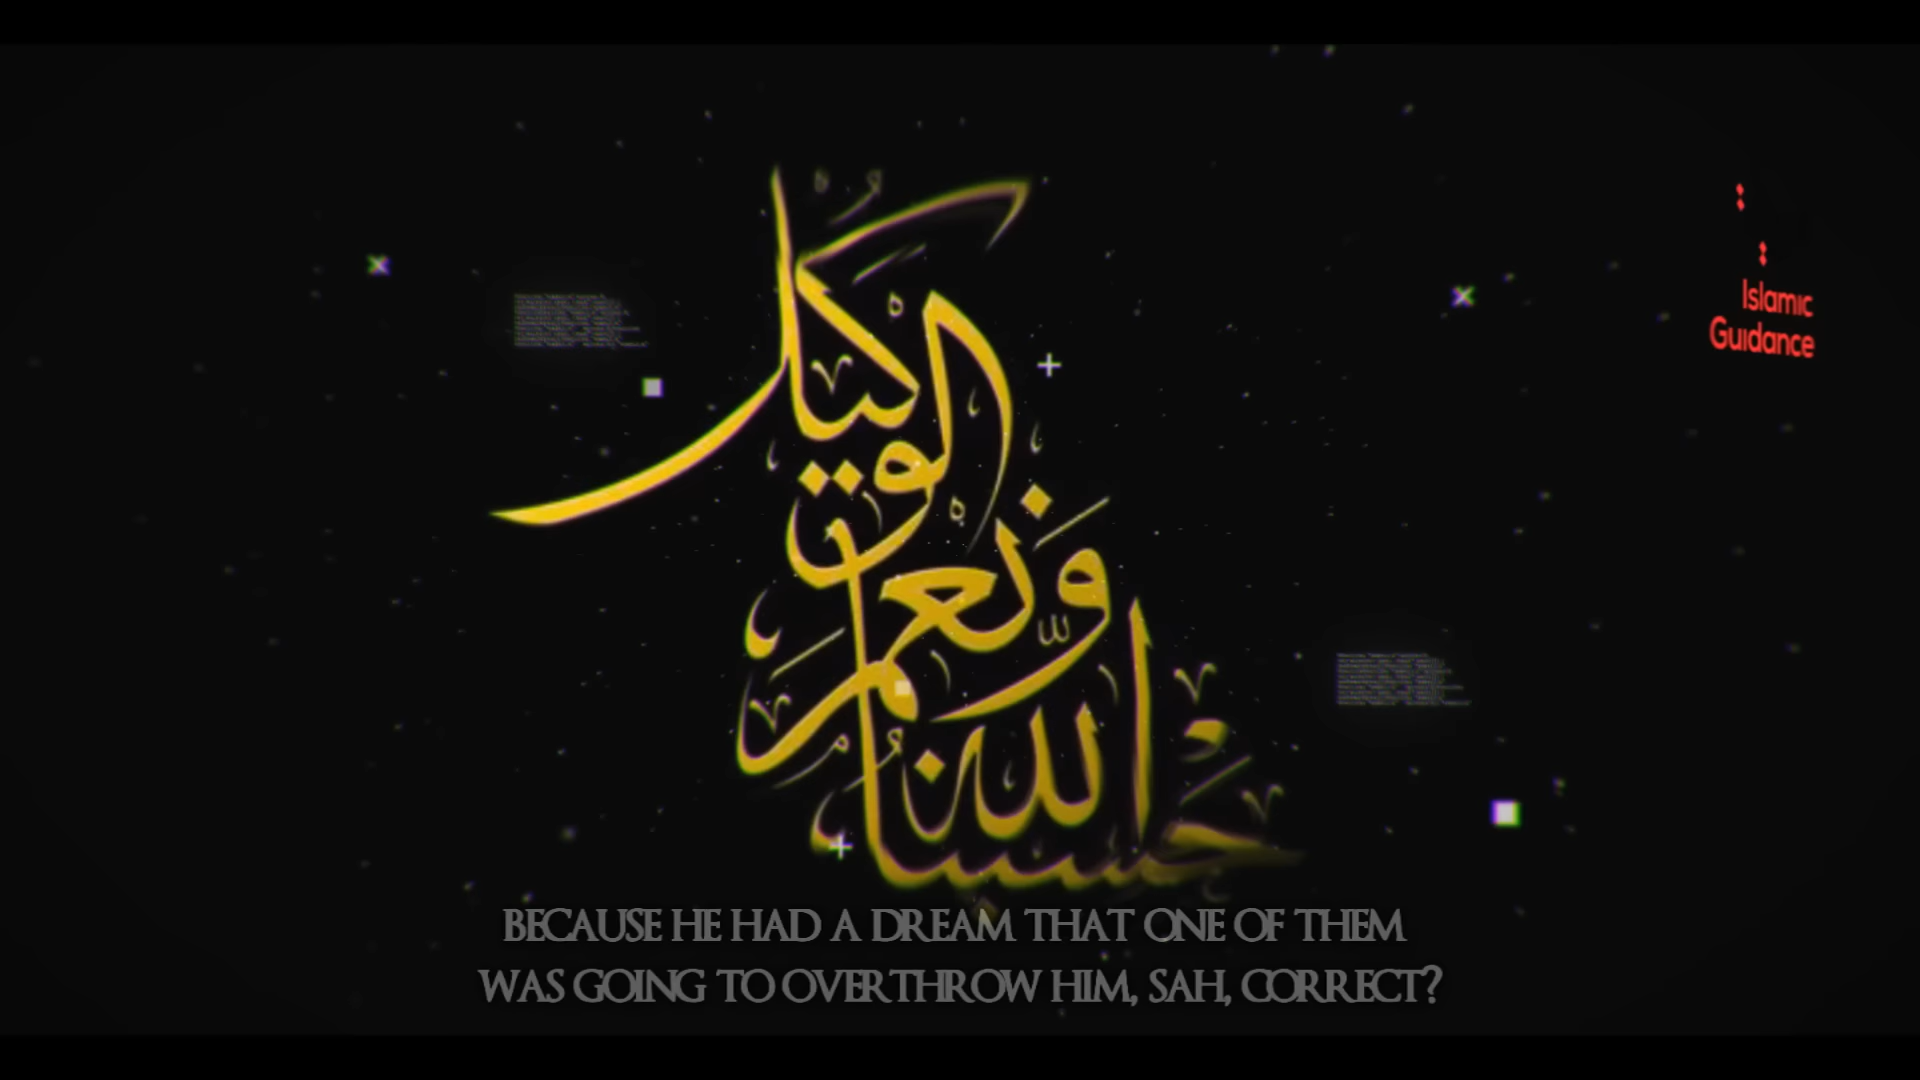 حسبنا
الله
ونعم
الوكيل
Islamic
Guidance
BECAUSE HE HAD A DREAM THAT ONE OF THEM
WAS GOING TO OVERTHROW HIM, SAH, CORRECT?